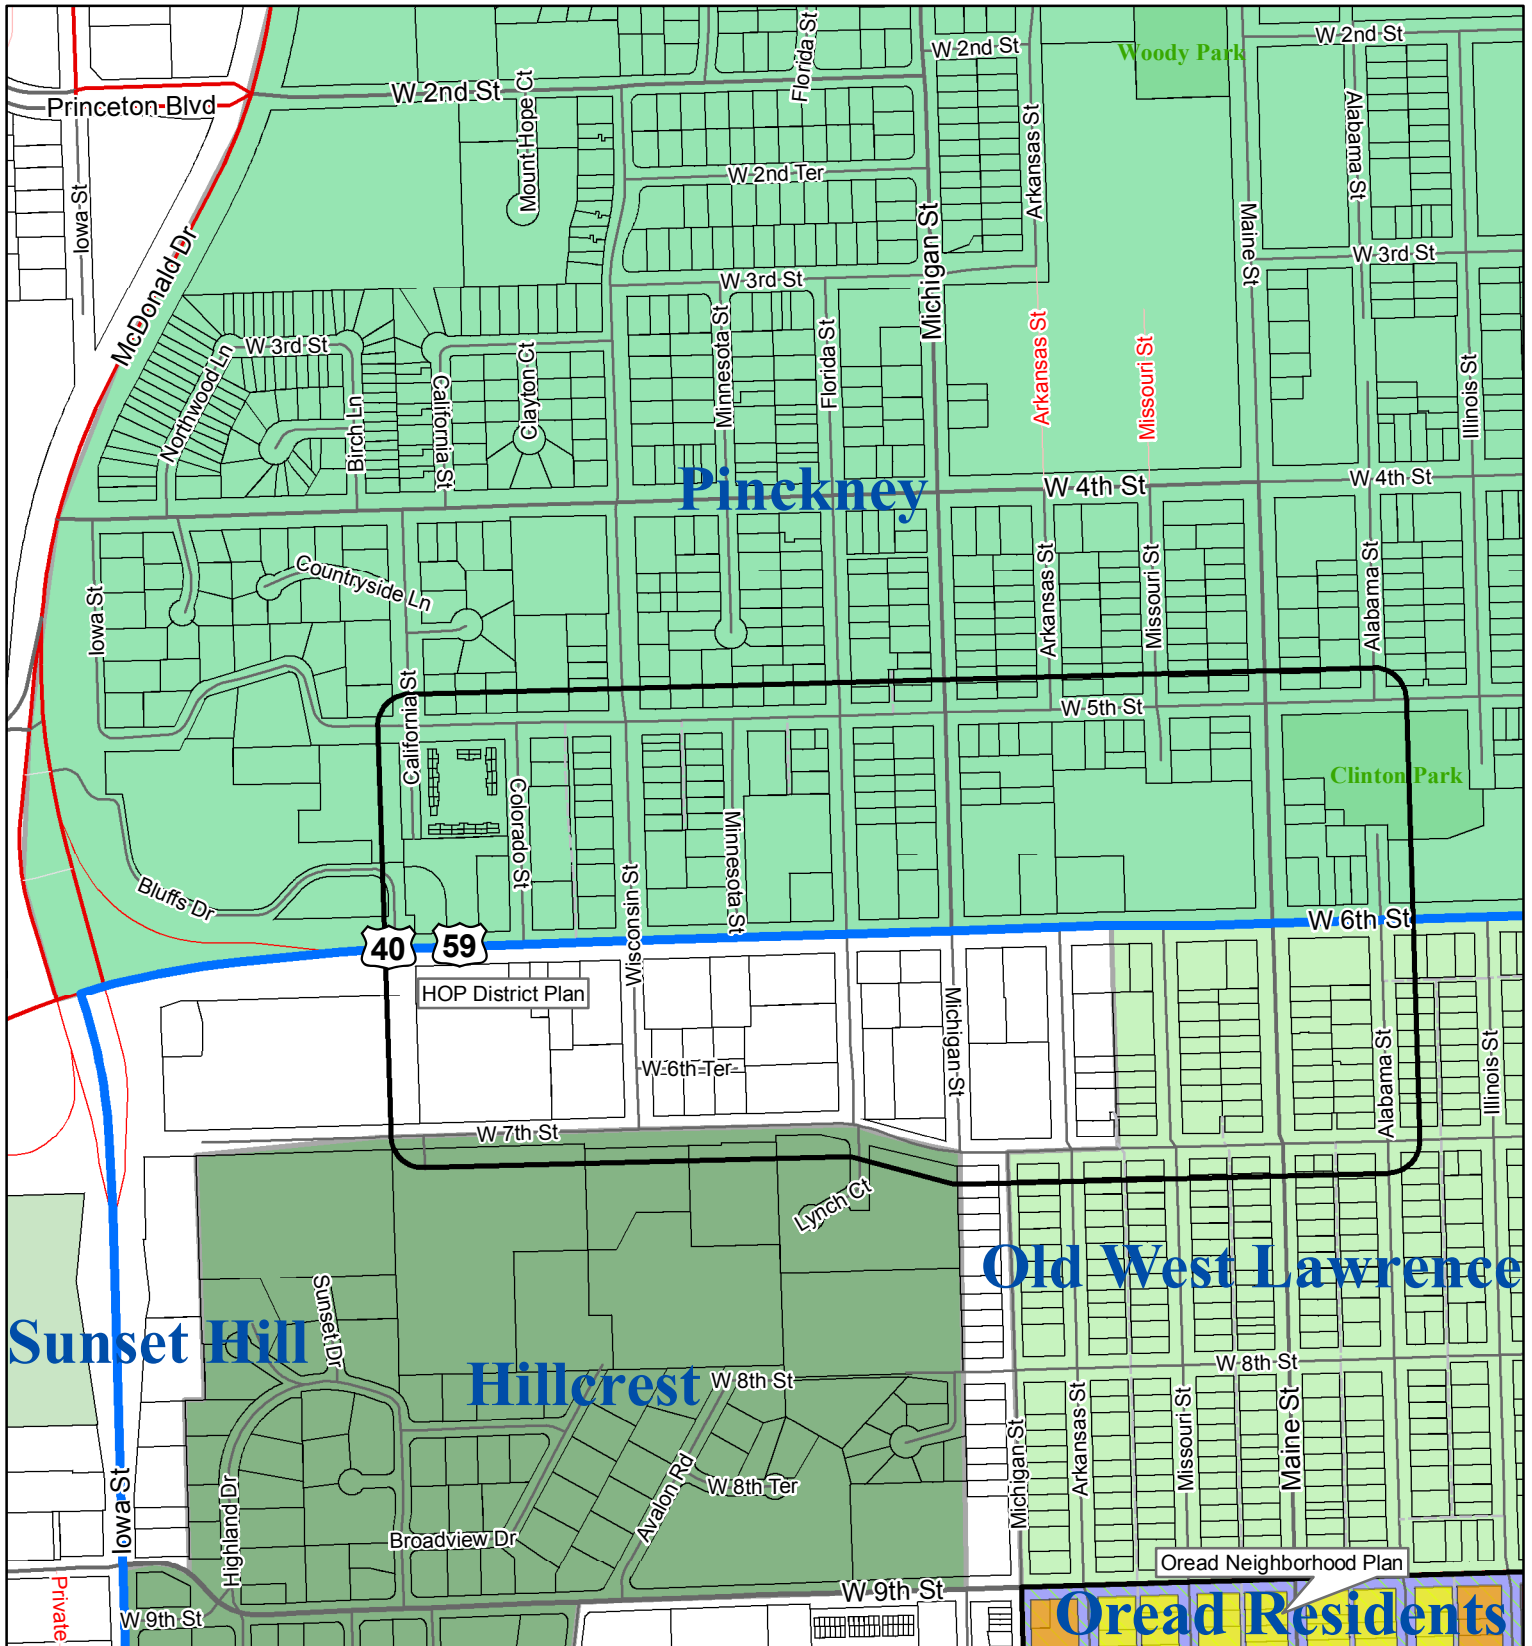 Woody Park
W 2nd St
W 2nd St
Florida St
W 2nd St
Princeton Blvd
Mount Hope Ct
Arkansas St
Alabama St
W 2nd Ter
Iowa St
Michigan St
Maine St
McDonald Dr
W 3rd St
W 3rd St
W 3rd St
Northwood Ln
Birch Ln
California St
Clayton Ct
Minnesota St
Florida St
Arkansas St
Missouri St
Illinois St
Pinckney
W 4th St
W 4th St
Iowa St
Countryside Ln
Arkansas St
Missouri St
Alabama St
California St
W 5th St
Clinton Park
Colorado St
Minnesota St
Wisconsin St
Bluffs Dr
W 6th St
40
59
HOP District Plan
Michigan St
W 6th Ter
Alabama St
Illinois St
W 7th St
Lynch Ct
Old West Lawrence
Sunset Hill
Sunset Dr
Hillcrest
W 8th St
W 8th St
Iowa St
Highland Dr
Broadview Dr
Avalon Rd
W 8th Ter
Michigan St
Arkansas St
Missouri St
Maine St
Oread Neighborhood Plan
Private
W 9th St
W 9th St
Oread Residents